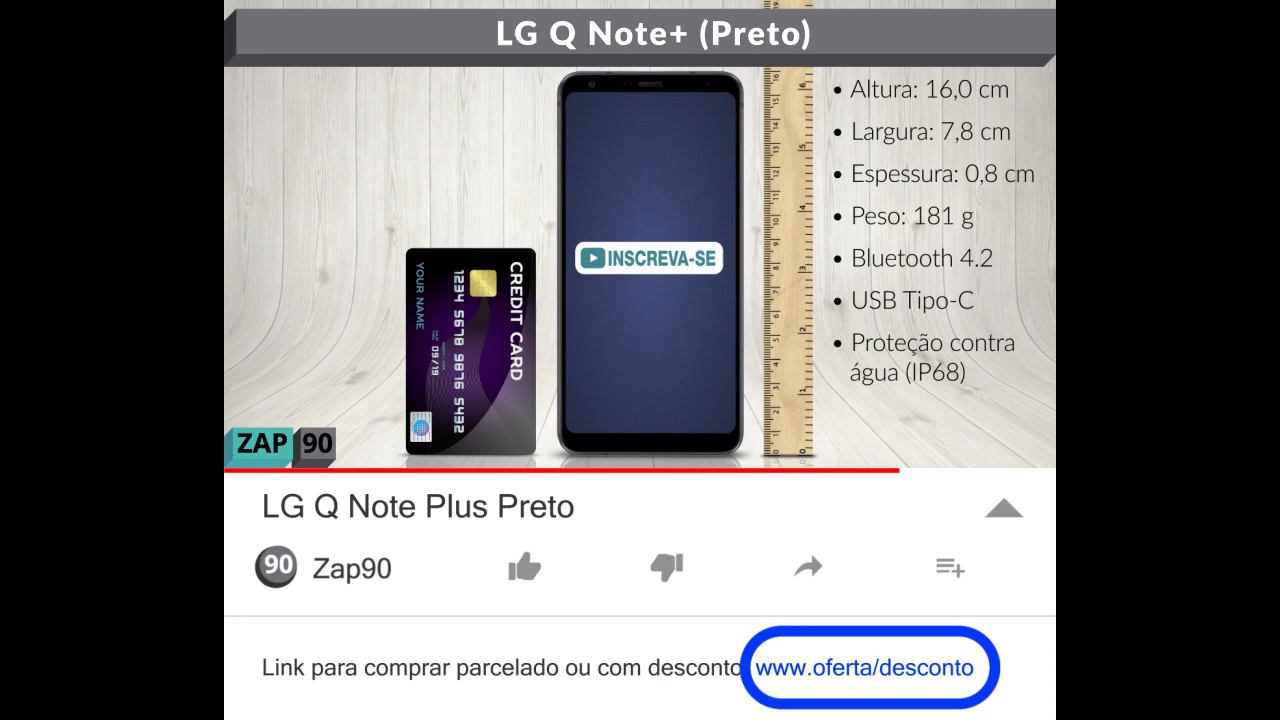 LG Q Note+ (Preto)
• Altura: 16,0 cm
• Largura: 7,8 cm
• Espessura: 0,8 cm
• Peso: 181 g
• Bluetooth 4.2
• USB Tipo-C
• Proteção contra
água (IP68)
INSCREVA-SE
CREDIT CARD
1234 5678 9876 5432
09/19
YOUR NAME
ZAP 90
LG Q Note Plus Preto
90 Zap90
Link para comprar parcelado ou com desconto www.oferta/desconto